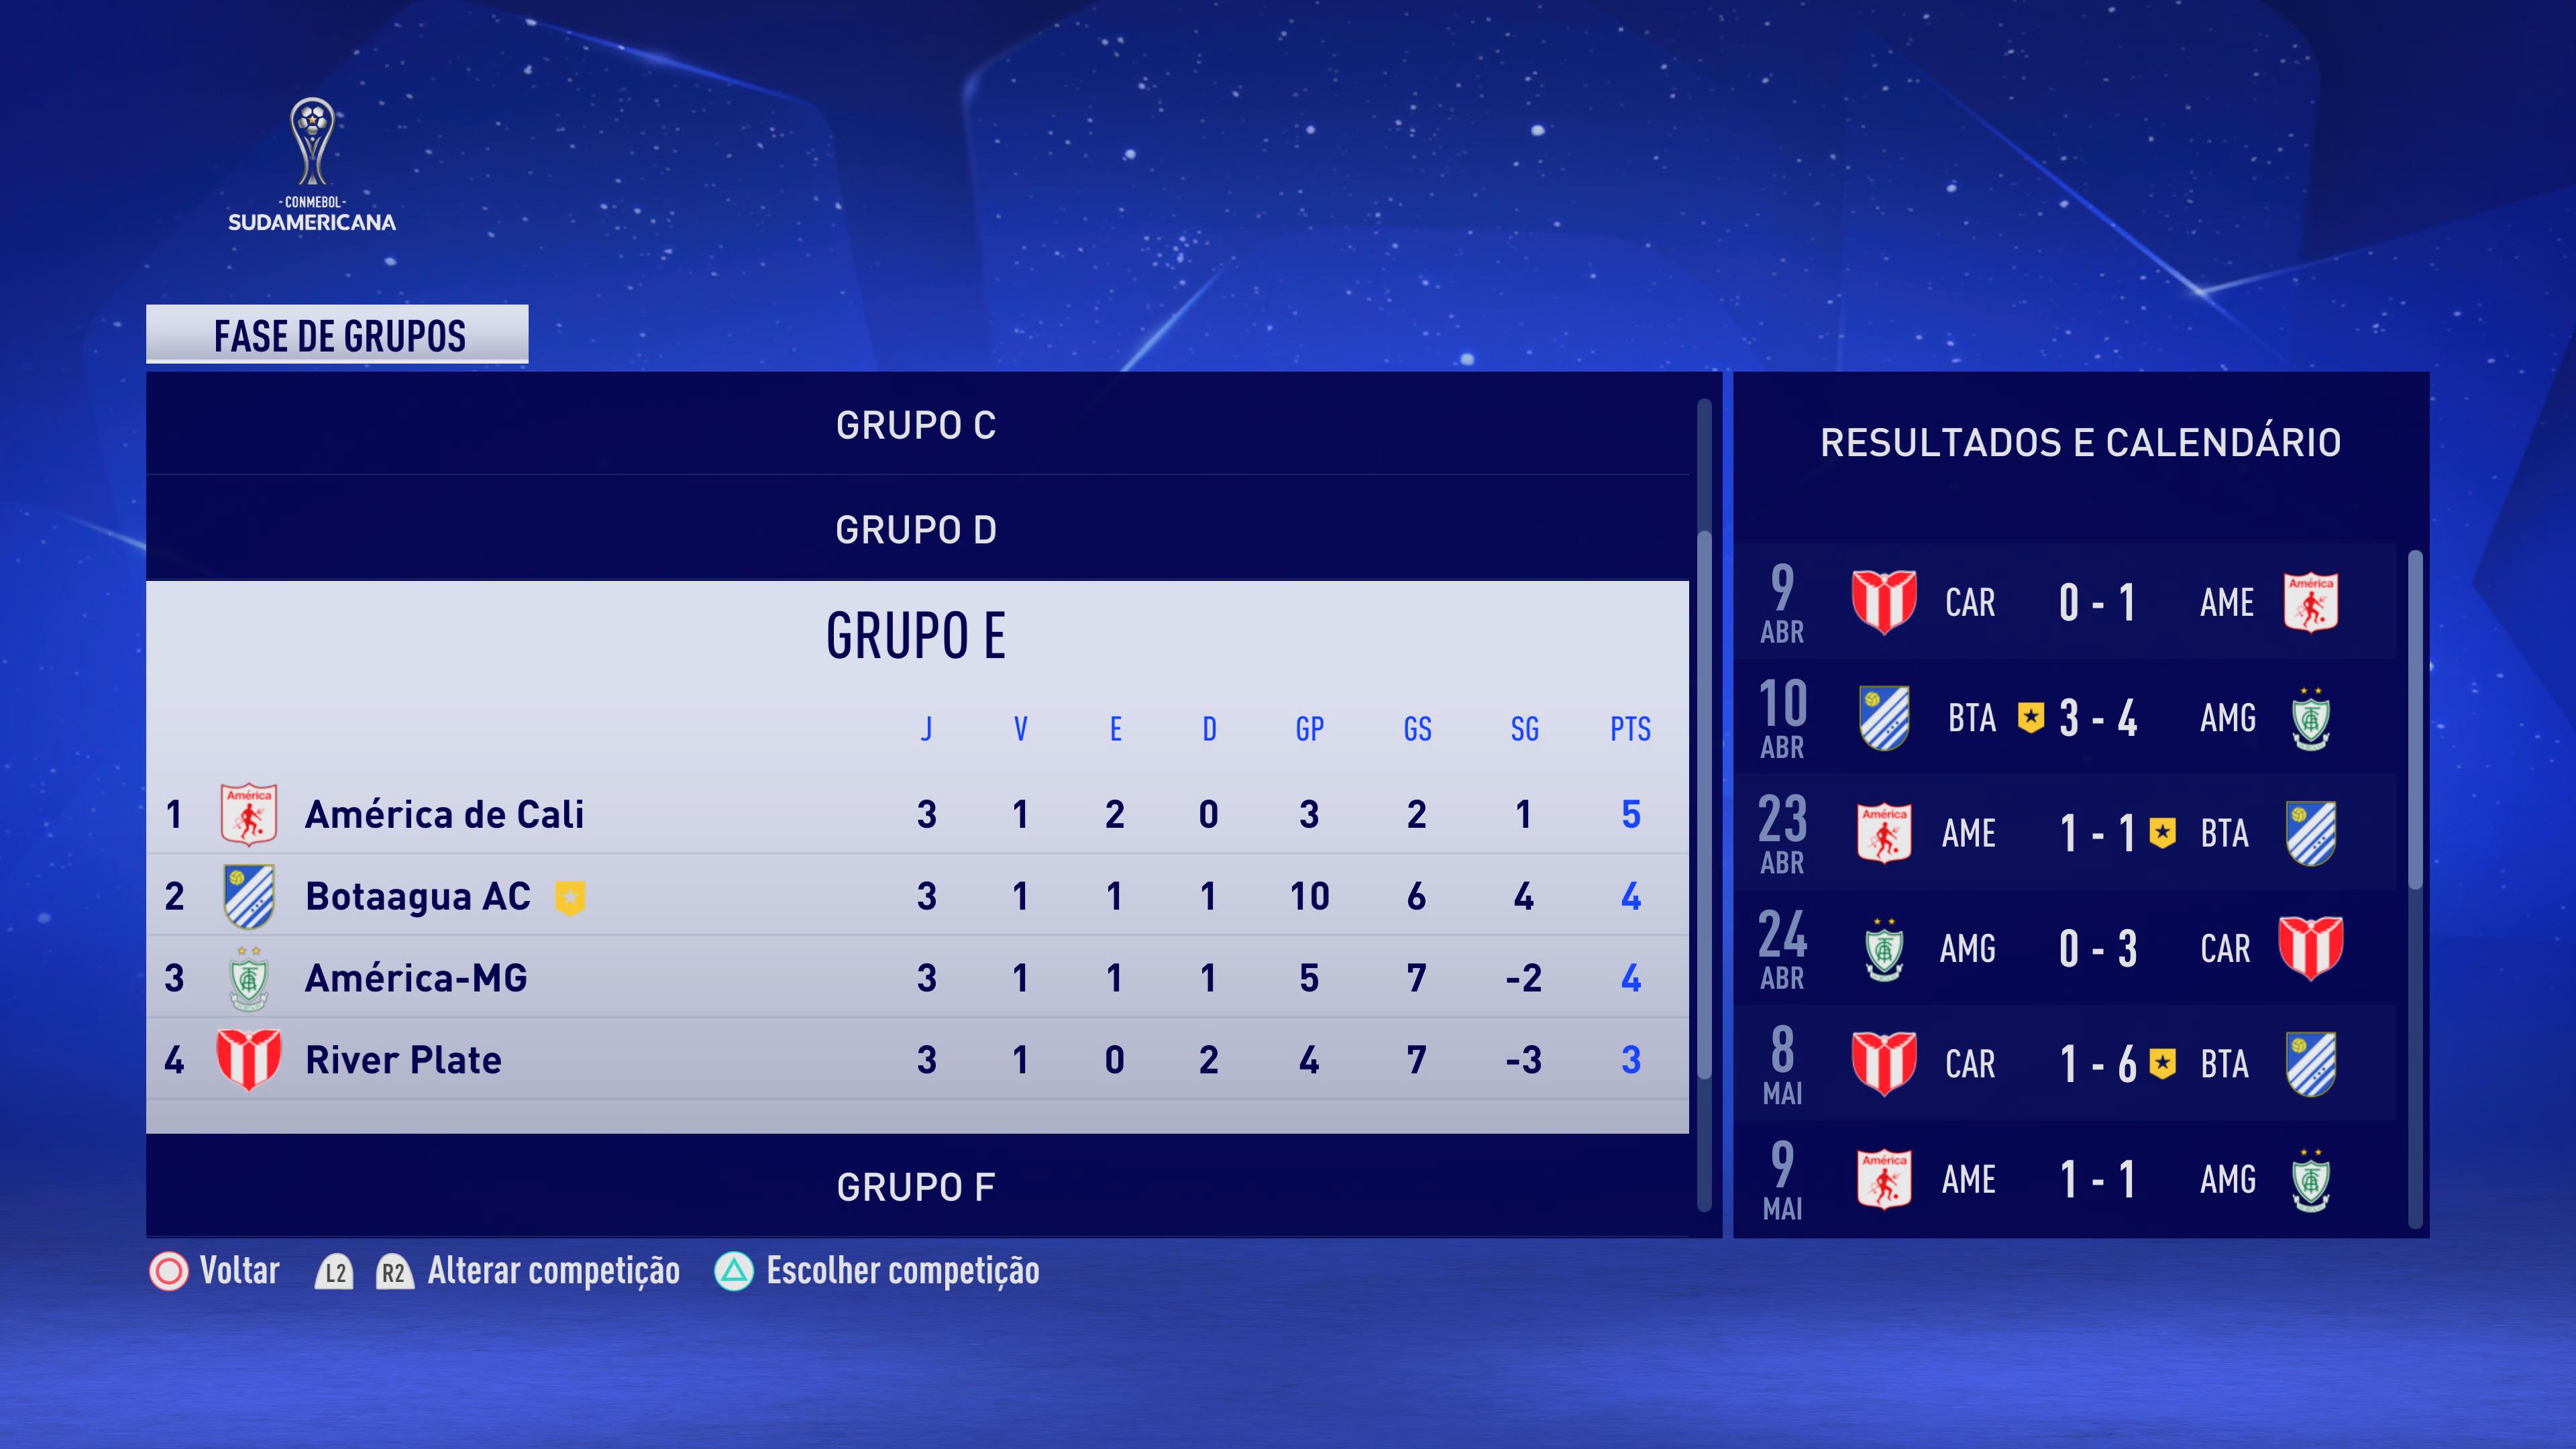 - CONMEBOL -
SUDAMERICANA
FASE DE GRUPOS
GRUPO C
GRUPO D
GRUPO E
J V E D GP GS SG PTS
1 América América de Cali 3 1 2 0 3 2 1 5
2 Botaagua AC 3 1 1 1 10 6 4 4
3 América-MG 3 1 1 1 5 7 -2 4
4 River Plate 3 1 0 2 4 7 -3 3
GRUPO F
RESULTADOS E CALENDÁRIO
9 ABR CAR 0 - 1 AME América
10 ABR BTA 3 - 4 AMG
23 ABR América AME 1 - 1 BTA
24 ABR AMG 0 - 3 CAR
8 MAI CAR 1 - 6 BTA
9 MAI América AME 1 - 1 AMG
Voltar L2 R2 Alterar competição Escolher competição